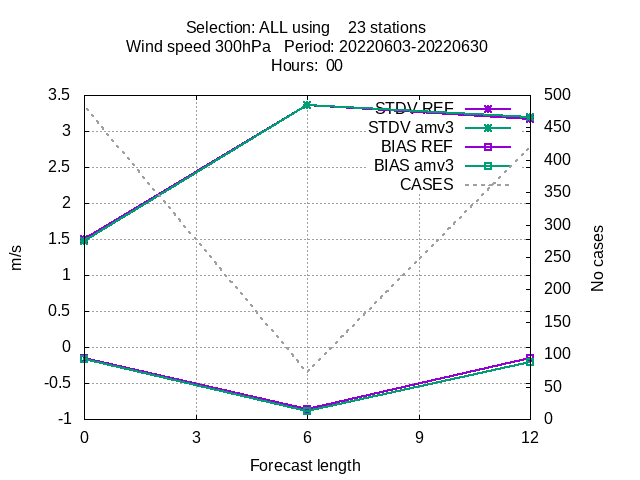 Selection: ALL using 23 stations
Wind speed 300hPa Period: 20220603-20220630
Hours: 00
3.5
3
2.5
2
1.5
1
0.5
0
-0.5
-1
m/s
500
450
400
350
300
250
200
150
100
50
0
No cases
STDV REF
STDV amv3
BIAS REF
BIAS amv3
CASES
0 3 6 9 12
Forecast length